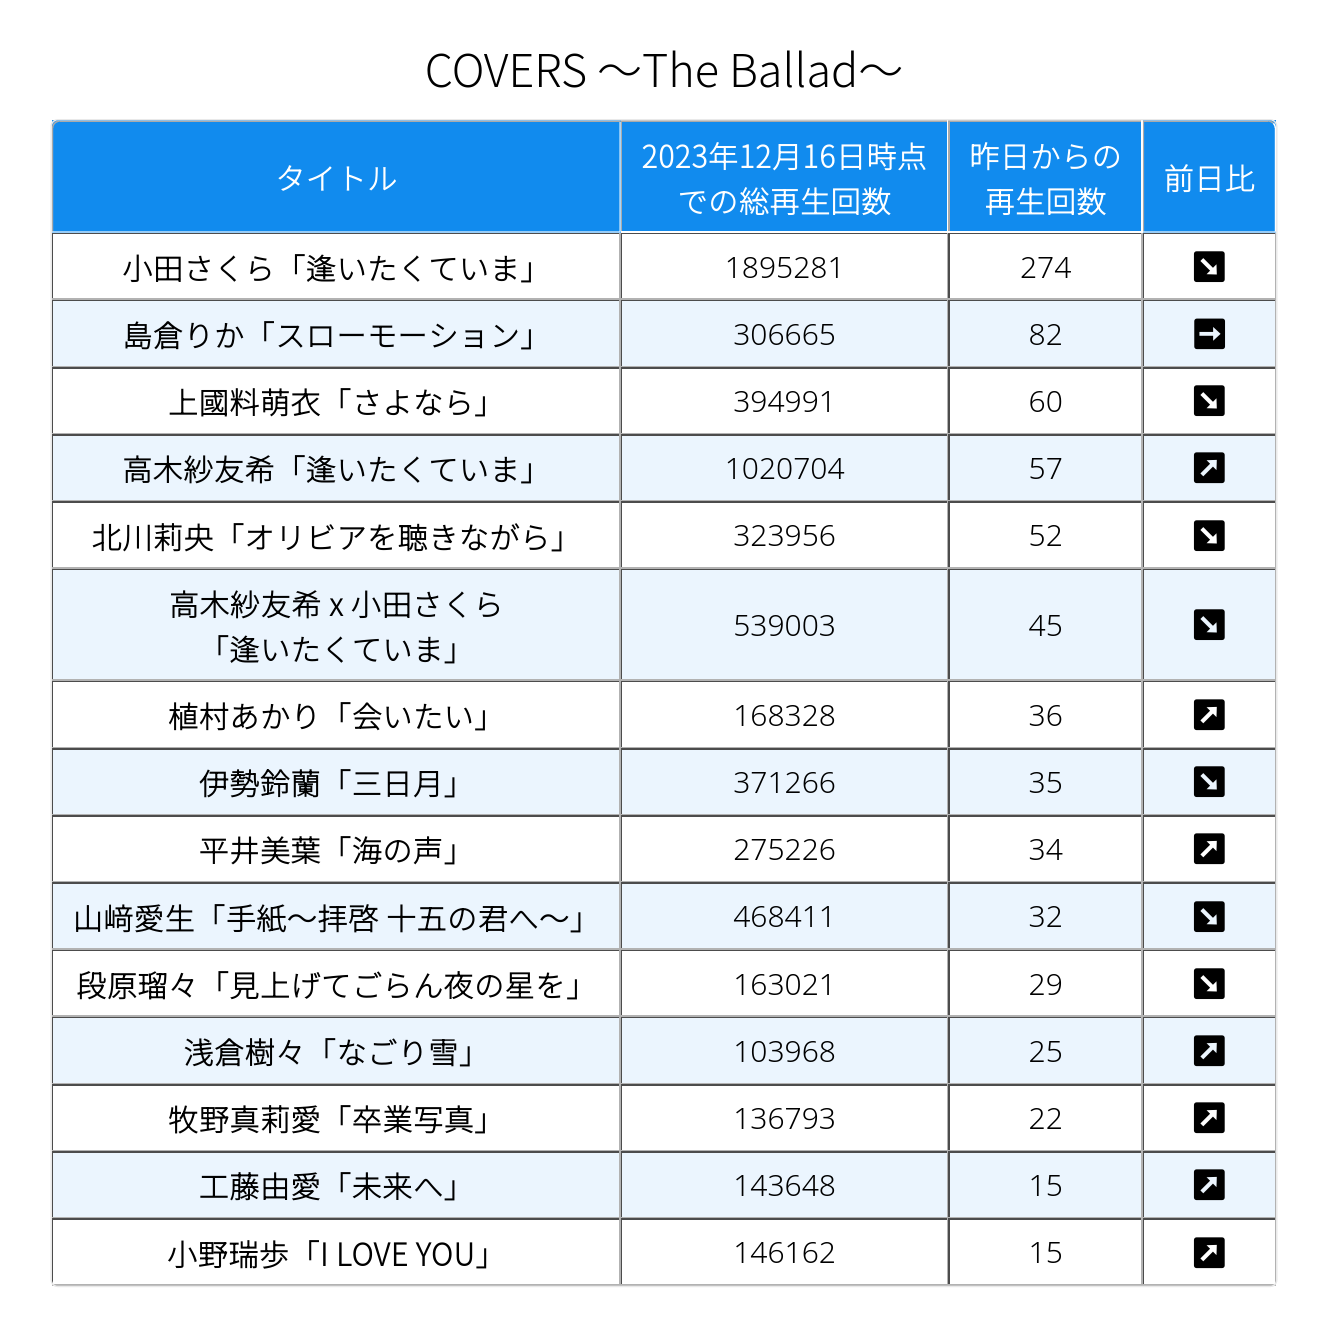 COVERS ～The Ballad～
タイトル
2023年12月16日時点
での総再生回数
昨日からの
再生回数
前日比
小田さくら「逢いたくていま」 1895281 274
島倉りか「スローモーション」 306665 82
上國料萌衣「さよなら」 394991 60
高木紗友希「逢いたくていま」 1020704 57
北川莉央「オリビアを聴きながら」 323956 52
高木紗友希 x 小田さくら
「逢いたくていま」 539003 45
植村あかり「会いたい」 168328 36
伊勢鈴蘭「三日月」 371266 35
平井美葉「海の声」 275226 34
山﨑愛生「手紙～拝啓 十五の君へ～」 468411 32
段原瑠々「見上げてごらん夜の星を」 163021 29
浅倉樹々「なごり雪」 103968 25
牧野真莉愛「卒業写真」 136793 22
工藤由愛「未来へ」 143648 15
小野瑞歩「I LOVE YOU」 146162 15